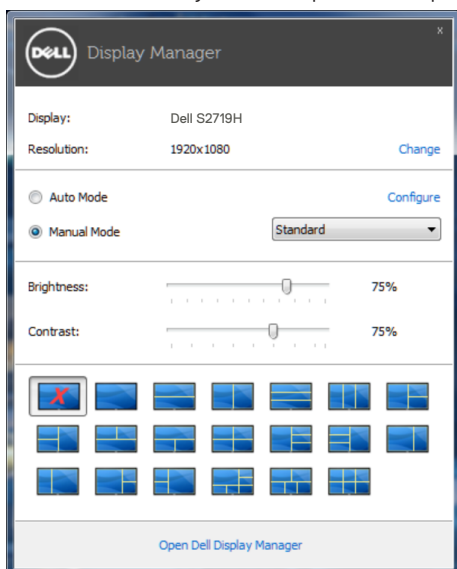 DELL Display Manager x
Display: Dell S2719H
Resolution: 1920x1080 Change
Auto Mode Configure
Manual Mode Standard
Brightness: 75%
Contrast: 75%
Open Dell Display Manager